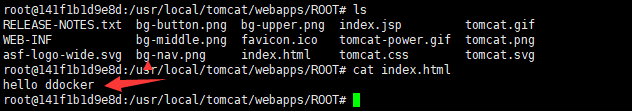 root@141f1b1d9e8d:/usr/local/tomcat/webapps/ROOT# ls
RELEASE-NOTES.txt bg-button.png bg-upper.png index.jsp tomcat.gif
WEB-INF bg-middle.png favicon.ico tomcat-power.gif tomcat.png
asf-logo-wide.svg bg-nav.png index.html tomcat.css tomcat.svg
root@141f1b1d9e8d:/usr/local/tomcat/webapps/ROOT# cat index.html
hello ddocker
root@141f1b1d9e8d:/usr/local/tomcat/webapps/ROOT#